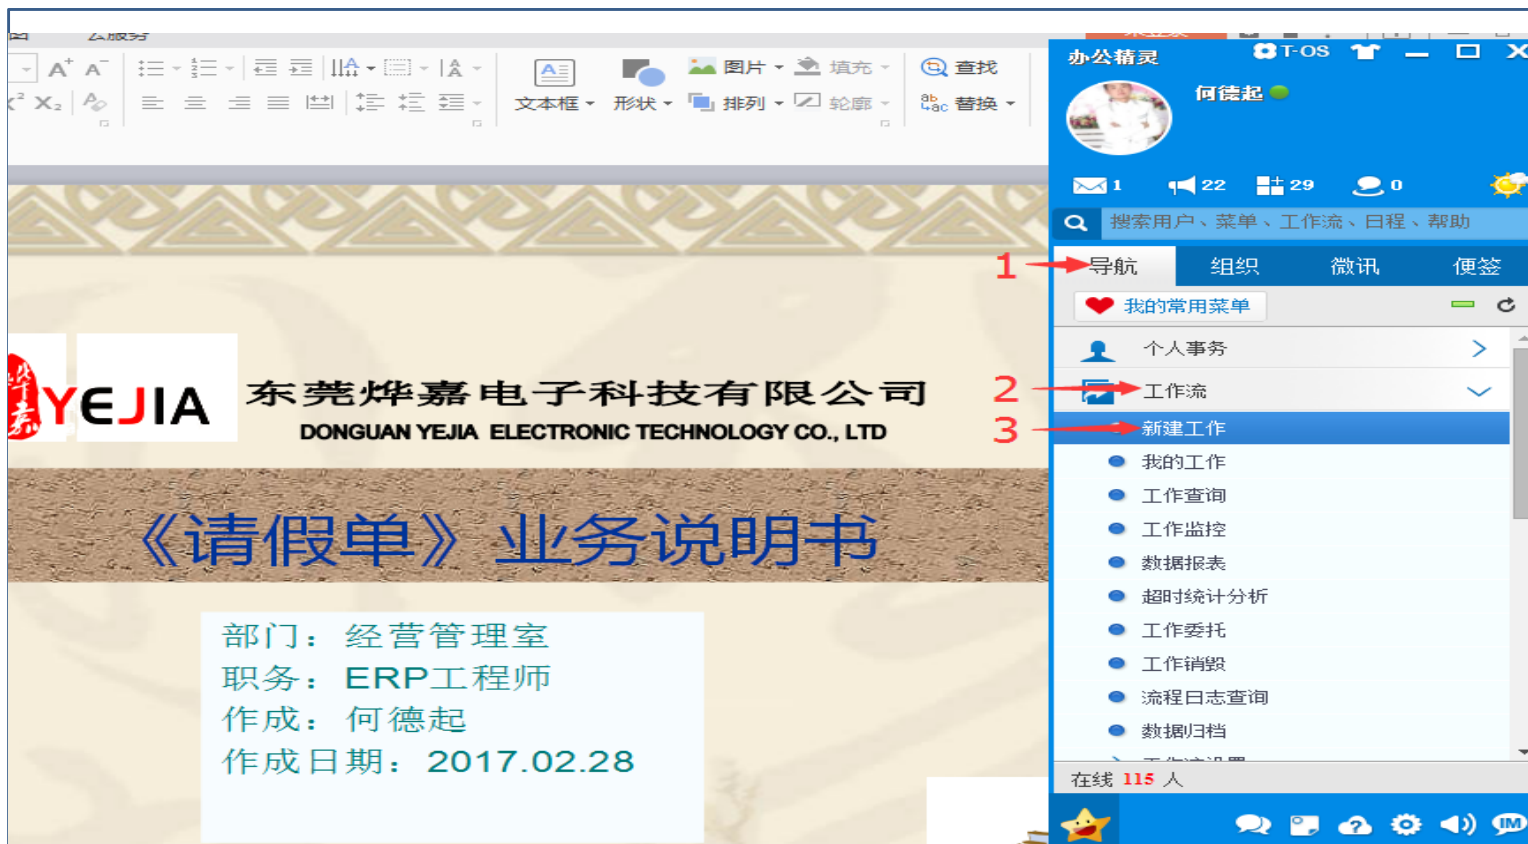 云服务
A+ A-
X2
图片
填充
查找
文本框
形状
排列
轮廓
替换
YEJIA
东莞烨嘉电子科技有限公司
DONGUAN YEJIA ELECTRONIC TECHNOLOGY CO., LTD
《请假单》业务说明书
部门：经营管理室
职务：ERP工程师
作成：何德起
作成日期：2017.02.28
办公精灵
T-OS
何德起
1 22 29 0
搜索用户、菜单、工作流、日程、帮助
1 导航 组织 微讯 便签
我的常用菜单
个人事务
2 工作流
3 新建工作
我的工作
工作查询
工作监控
数据报表
超时统计分析
工作委托
工作销毁
流程日志查询
数据归档
在线 115 人
IM